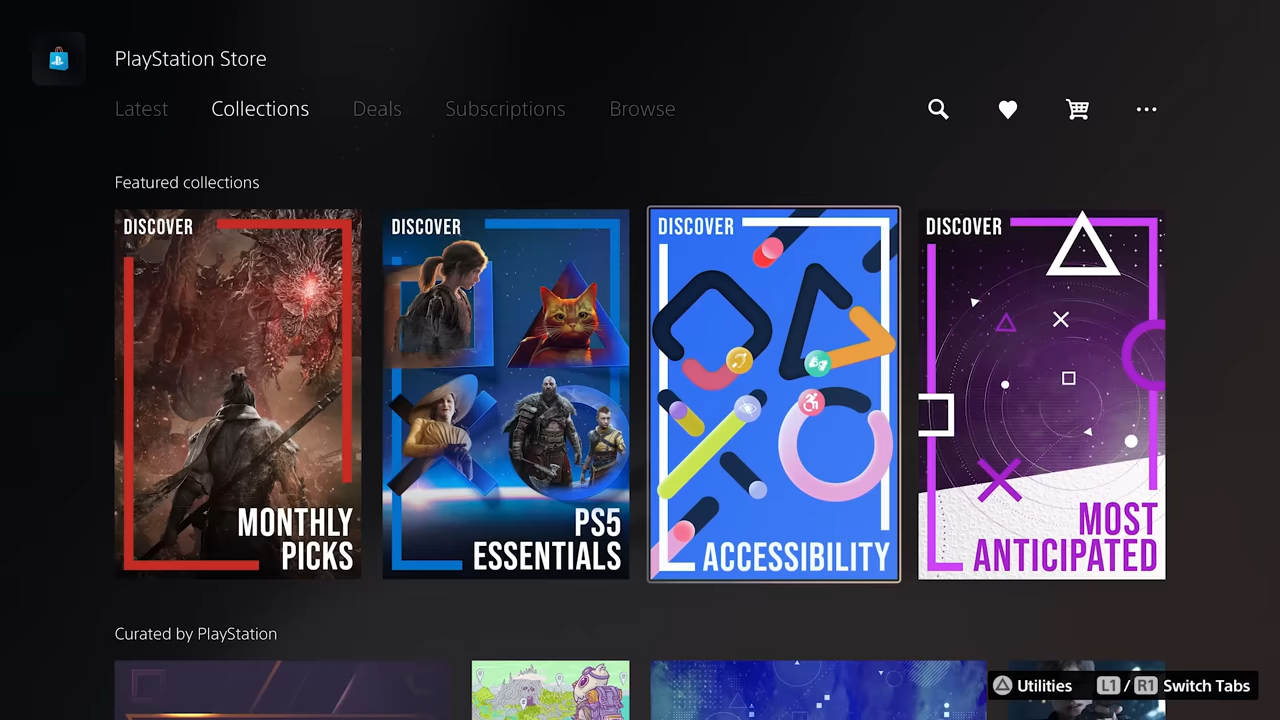 PlayStation Store
Latest Collections Deals Subscriptions Browse
Featured collections
DISCOVER
MONTHLY
PICKS
DISCOVER
PS5
ESSENTIALS
DISCOVER
ACCESSIBILITY
DISCOVER
MOST
ANTICIPATED
Curated by PlayStation
Utilities L1 / R1 Switch Tabs